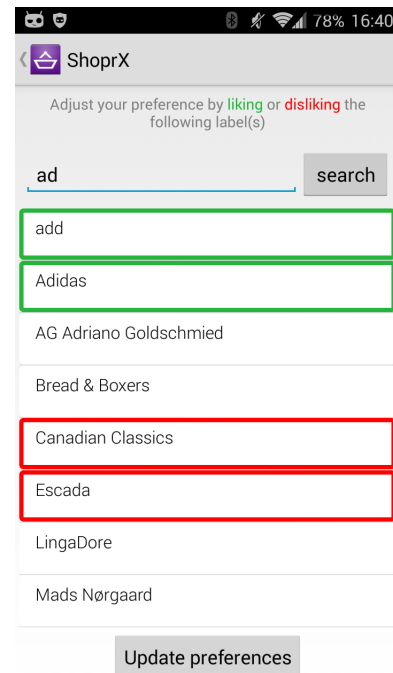 78% 16:40
ShoprX
Adjust your preference by liking or disliking the
following label(s)
ad
search
add
Adidas
AG Adriano Goldschmied
Bread & Boxers
Canadian Classics
Escada
LingaDore
Mads Nørgaard
Update preferences